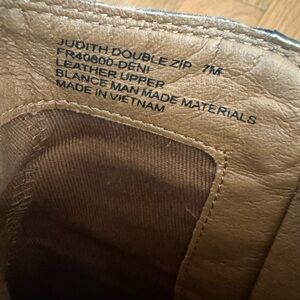 JUDITH DOUBLE ZIP 7M
FR40800-DENI
LEATHER UPPER
BLANCE MAN MADE MATERIALS
MADE IN VIETNAM